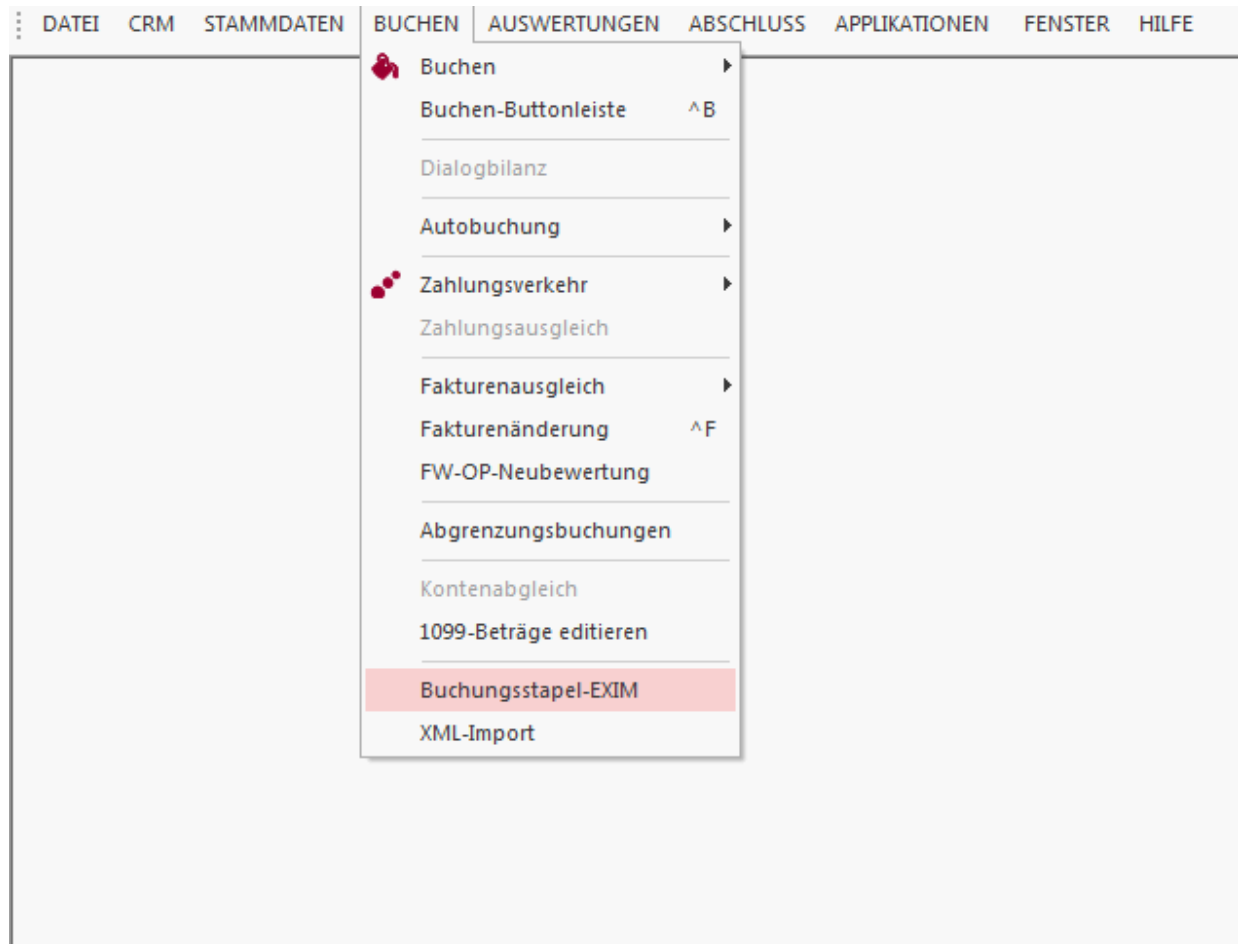 DATEI CRM STAMMDATEN BUCHEN AUSWERTUNGEN ABSCHLUSS APPLIKATIONEN FENSTER HILFE
Buchen
Buchen-Buttonleiste ^B
Dialogbilanz
Autobuchung
Zahlungsverkehr
Zahlungsausgleich
Fakturenausgleich
Fakturenänderung ^F
FW-OP-Neubewertung
Abgrenzungsbuchungen
Kontenabgleich
1099-Beträge editieren
Buchungsstapel-EXIM
XML-Import